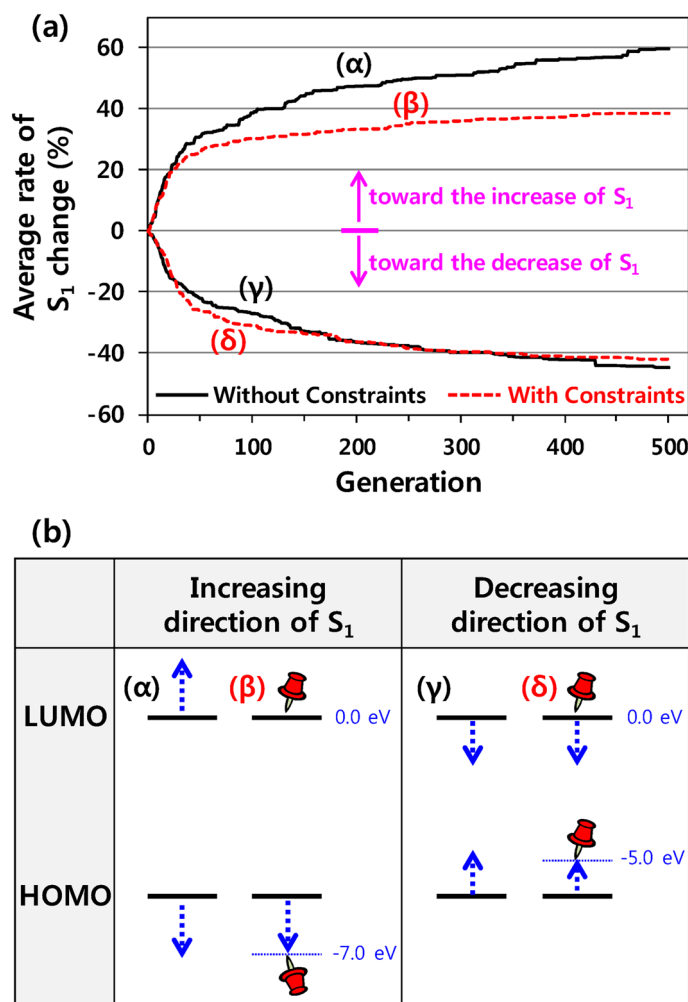 (a)
60
40
20
0
-20
-40
-60
Average rate of
S₁ change (%)
(α)
(β)
toward the increase of S₁
toward the decrease of S₁
(γ)
(δ)
Without Constraints
With Constraints
0 100 200 300 400 500
Generation
(b)
Increasing
direction of S₁
Decreasing
direction of S₁
LUMO
(α) (β) 0.0 eV
(γ) (δ) 0.0 eV
HOMO
-7.0 eV
-5.0 eV